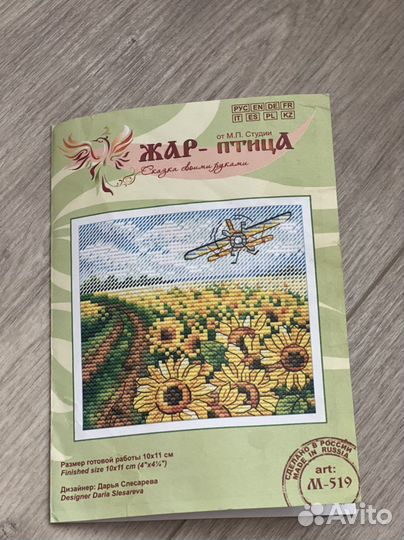 РУС EN DE FR
IT ES PL KZ
от М.П. Студии
ЖАР-ПТИЦА
Сказка своими руками
Размер готовой работы 10х11 см
Finished size 10x11 cm (4"x4¼")
Дизайнер: Дарья Слесарева
Designer Daria Slesareva
СДЕЛАНО В РОССИИ
MADE IN RUSSIA
art:
М-519
Avito